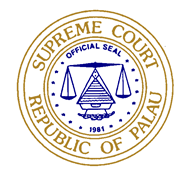 SUPREME COURT
OFFICIAL SEAL
1981
REPUBLIC OF PALAU